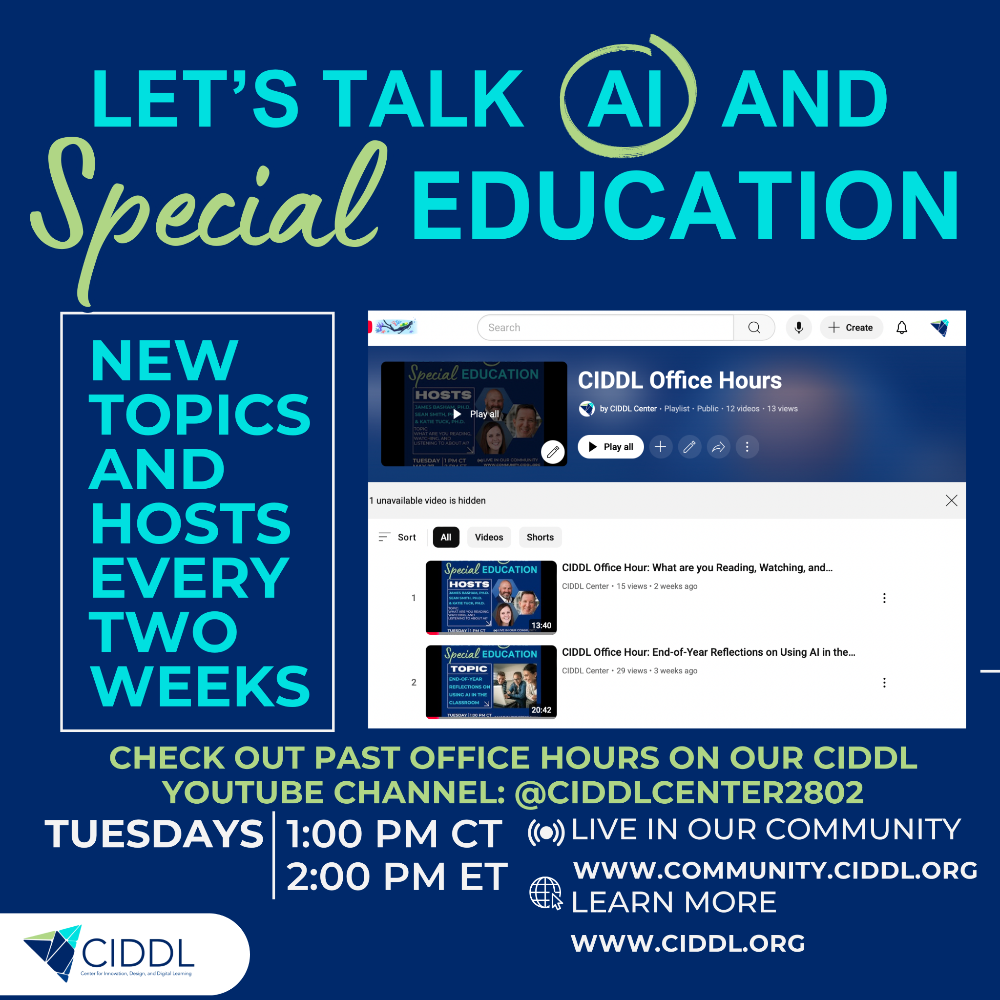 LET'S TALK AI AND
Special EDUCATION
NEW
TOPICS
AND
HOSTS
EVERY
TWO
WEEKS
Search
Create
Special EDUCATION
HOSTS
JAMES BASHAM, PH.D.
SEAN SMITH, PH
& KATIE TUCK, PH.D.
TOPIC:
WHAT ARE YOU READING,
WATCHING, AND
LISTENING TO ABOUT AI?
Play all
TUESDAY 1 PM CT
LIVE IN OUR COMMUNITY
MAY 27 2 PM ET
WWW.COMMUNITY.CIDDL.ORG
CIDDL Office Hours
by CIDDL Center • Playlist • Public • 12 videos • 13 views
Play all
1 unavailable video is hidden
Sort All Videos Shorts
1
Special EDUCATION
HOSTS
JAMES BASHAM, PH.D.
SEAN SMITH, PH.D.
& KATIE TUCK, PH.D.
TOPIC:
WHAT ARE YOU READING,
WATCHING, AND
LISTENING TO ABOUT AI?
TUESDAY 1 PM CT LIVE IN OUR
13:40
CIDDL Office Hour: What are you Reading, Watching, and...
CIDDL Center • 15 views • 2 weeks ago
2
Special EDUCATION
TOPIC
END-OF-YEAR
REFLECTIONS ON
USING AI IN THE
CLASSROOM
TUESDAY 1:00 PM CT
20:42
CIDDL Office Hour: End-of-Year Reflections on Using AI in the...
CIDDL Center • 29 views • 3 weeks ago
CHECK OUT PAST OFFICE HOURS ON OUR CIDDL
YOUTUBE CHANNEL: @CIDDLCENTER2802
TUESDAYS 1:00 PM CT
2:00 PM ET
LIVE IN OUR COMMUNITY
WWW.COMMUNITY.CIDDL.ORG
LEARN MORE
WWW.CIDDL.ORG
CIDDL
Center for Innovation, Design, and Digital Learning